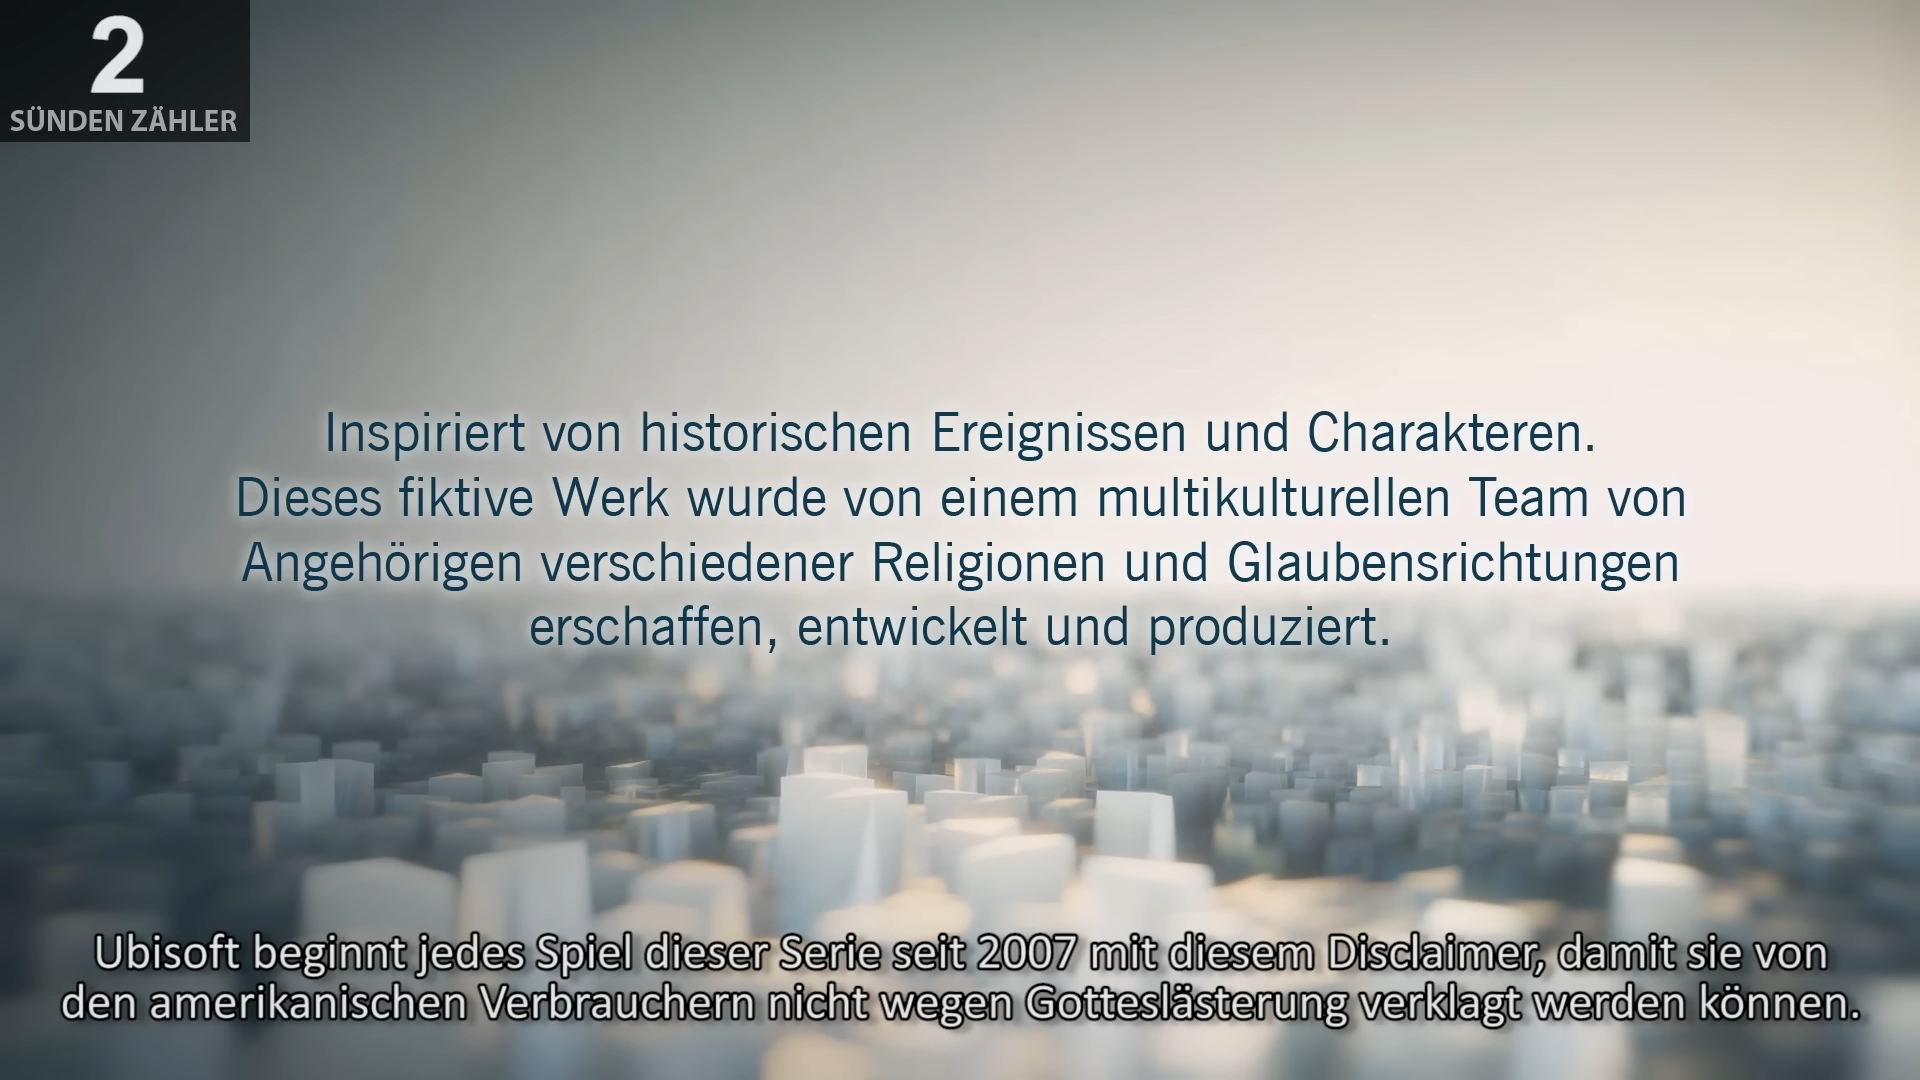 2
SÜNDEN ZÄHLER
Inspiriert von historischen Ereignissen und Charakteren.
Dieses fiktive Werk wurde von einem multikulturellen Team von
Angehörigen verschiedener Religionen und Glaubensrichtungen
erschaffen, entwickelt und produziert.
Ubisoft beginnt jedes Spiel dieser Serie seit 2007 mit diesem Disclaimer, damit sie von
den amerikanischen Verbrauchern nicht wegen Gotteslästerung verklagt werden können.